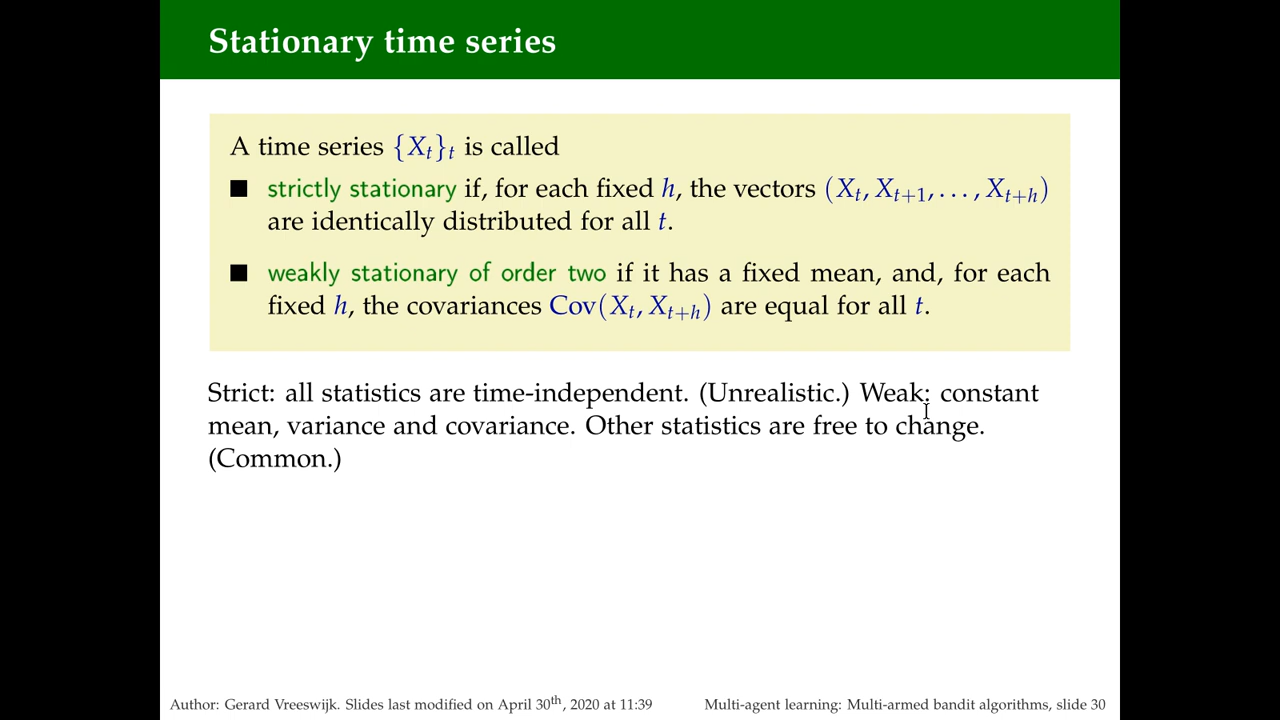 Stationary time series
A time series {X_t}_t is called
■ strictly stationary if, for each fixed h, the vectors (X_t, X_{t+1}, . . . , X_{t+h})
are identically distributed for all t.
■ weakly stationary of order two if it has a fixed mean, and, for each
fixed h, the covariances Cov(X_t, X_{t+h}) are equal for all t.
Strict: all statistics are time-independent. (Unrealistic.) Weak: constant
mean, variance and covariance. Other statistics are free to change.
(Common.)
Author: Gerard Vreeswijk. Slides last modified on April 30th, 2020 at 11:39
Multi-agent learning: Multi-armed bandit algorithms, slide 30